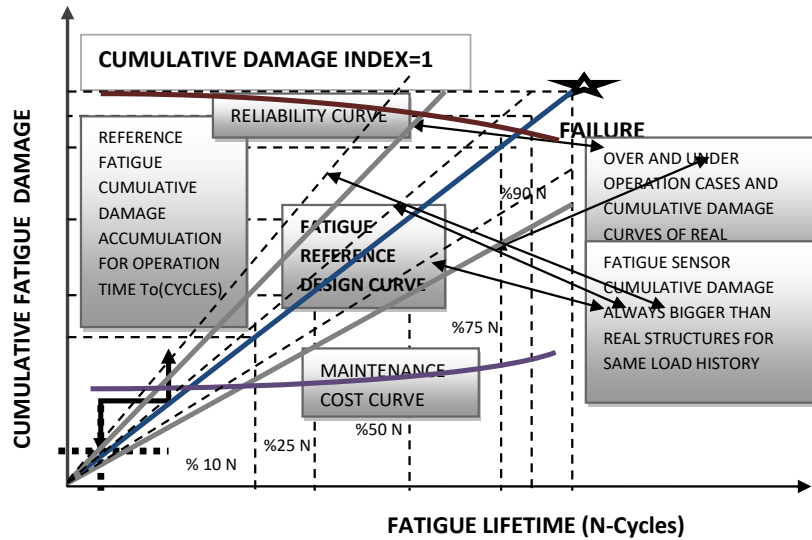 CUMULATIVE DAMAGE INDEX=1
RELIABILITY CURVE
FAILURE
REFERENCE
FATIGUE
CUMULATIVE
DAMAGE
ACCUMULATION
FOR OPERATION
TIME To(CYCLES)
OVER AND UNDER
OPERATION CASES AND
CUMULATIVE DAMAGE
CURVES OF REAL
%90 N
FATIGUE
REFERENCE
DESIGN CURVE
FATIGUE SENSOR
CUMULATIVE DAMAGE
ALWAYS BIGGER THAN
REAL STRUCTURES FOR
SAME LOAD HISTORY
%75 N
MAINTENANCE
COST CURVE
%50 N
%25 N
% 10 N
CUMULATIVE FATIGUE DAMAGE
FATIGUE LIFETIME (N-Cycles)